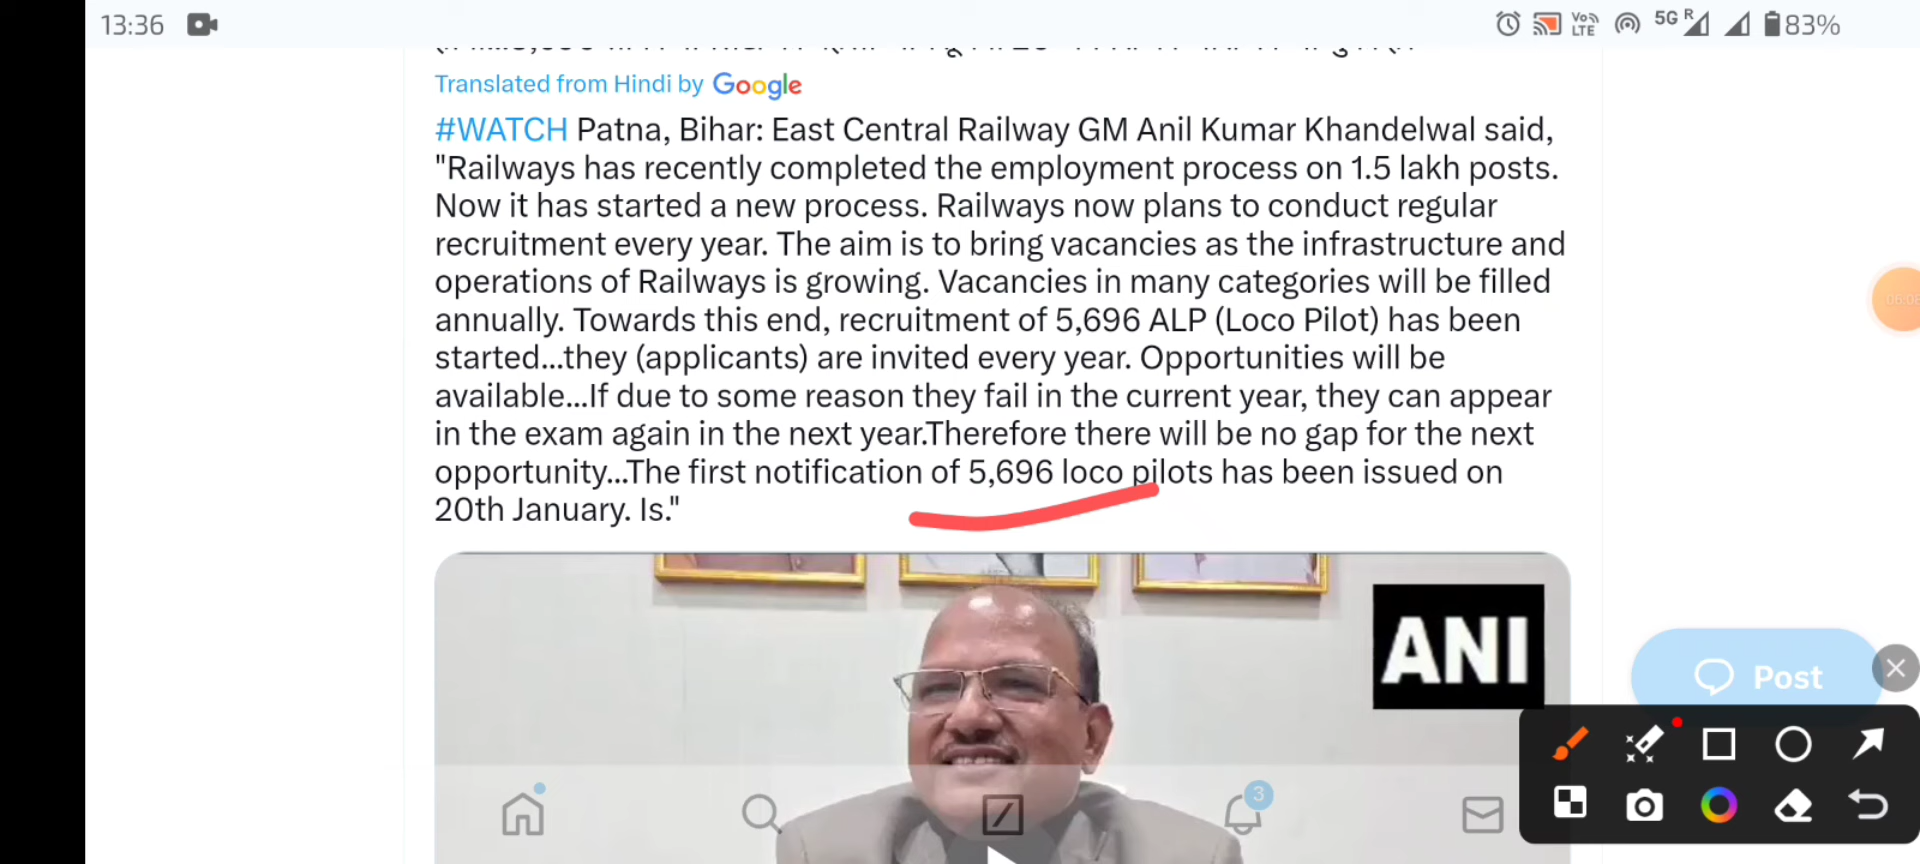 13:36
Vo)) LTE 5G R 83%
Translated from Hindi by Google
#WATCH Patna, Bihar: East Central Railway GM Anil Kumar Khandelwal said,
"Railways has recently completed the employment process on 1.5 lakh posts.
Now it has started a new process. Railways now plans to conduct regular
recruitment every year. The aim is to bring vacancies as the infrastructure and
operations of Railways is growing. Vacancies in many categories will be filled
annually. Towards this end, recruitment of 5,696 ALP (Loco Pilot) has been
started...they (applicants) are invited every year. Opportunities will be
available...If due to some reason they fail in the current year, they can appear
in the exam again in the next year.Therefore there will be no gap for the next
opportunity...The first notification of 5,696 loco pilots has been issued on
20th January. Is."
ANI
Post
3